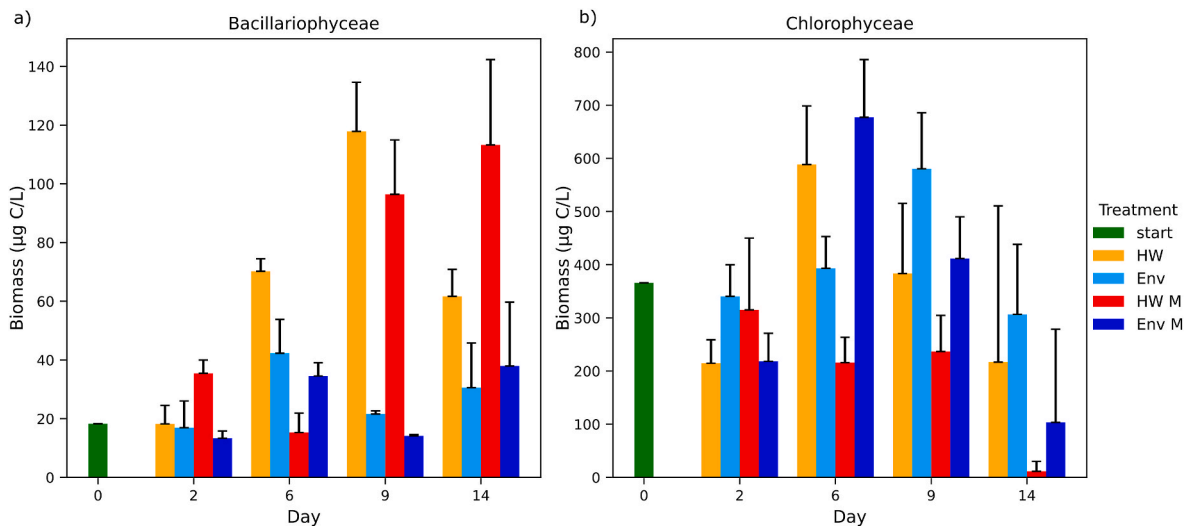 a)
Bacillariophyceae
Biomass (µg C/L)
140
120
100
80
60
40
20
0
0 2 6 9 14
Day
b)
Chlorophyceae
Biomass (µg C/L)
800
700
600
500
400
300
200
100
0
0 2 6 9 14
Day
Treatment
start
HW
Env
HW M
Env M